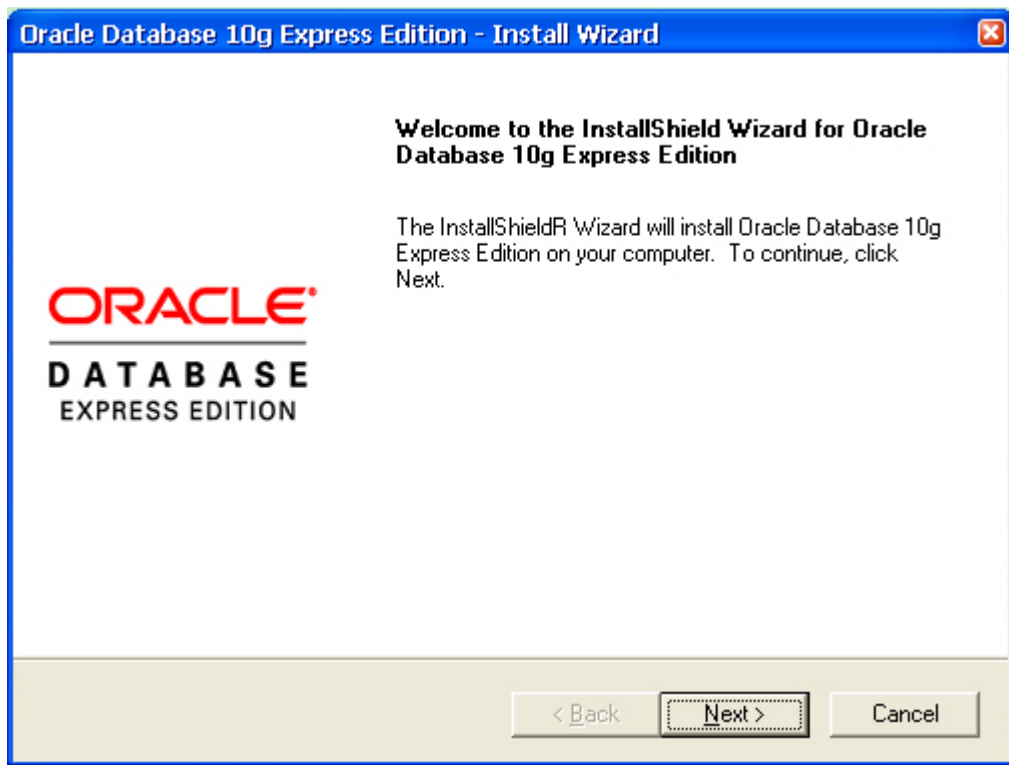 Oracle Database 10g Express Edition - Install Wizard
Welcome to the InstallShield Wizard for Oracle
Database 10g Express Edition
The InstallShieldR Wizard will install Oracle Database 10g
Express Edition on your computer. To continue, click
Next.
ORACLE
DATABASE
EXPRESS EDITION
< Back
Next >
Cancel